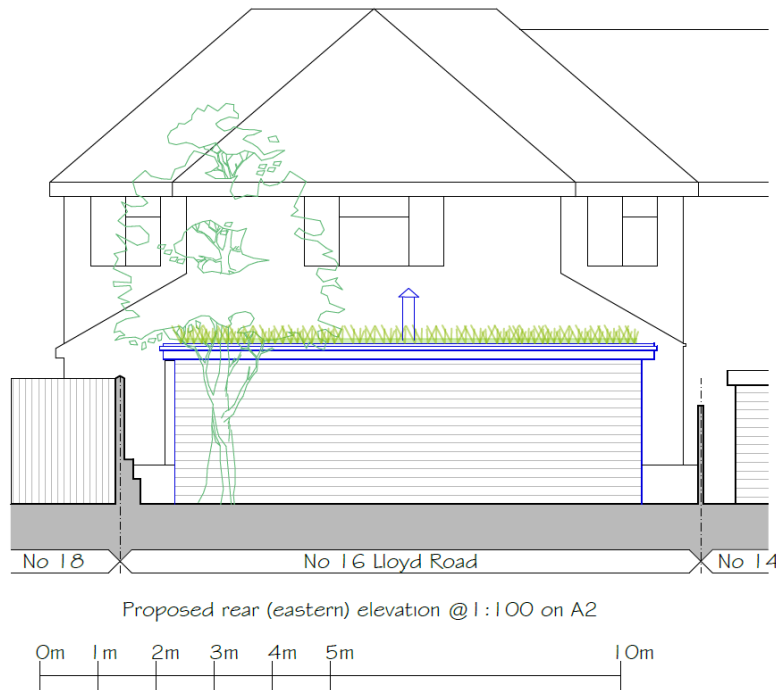 No 18 No 16 Lloyd Road No 14
Proposed rear (eastern) elevation @1:100 on A2
0m 1m 2m 3m 4m 5m 10m